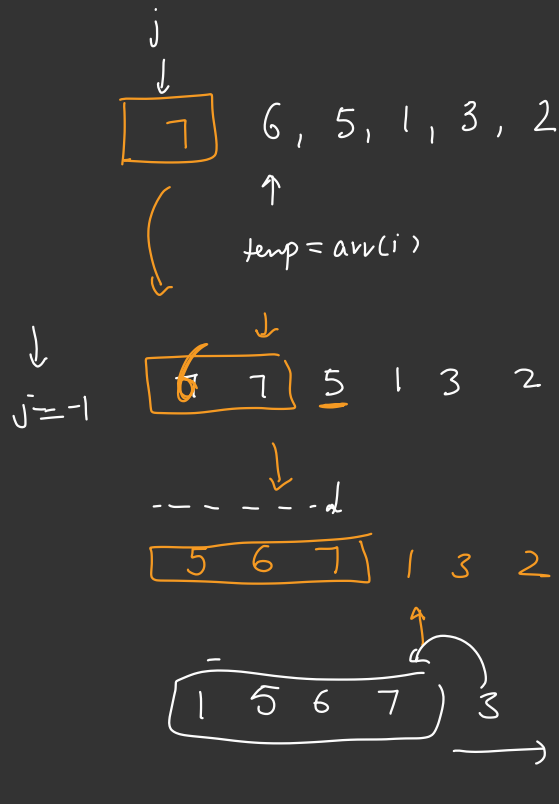 j
7 6, 5, 1, 3, 2
temp = arr(i)
6 7 5 1 3 2
j = -1
5 6 7 1 3 2
1 5 6 7 3